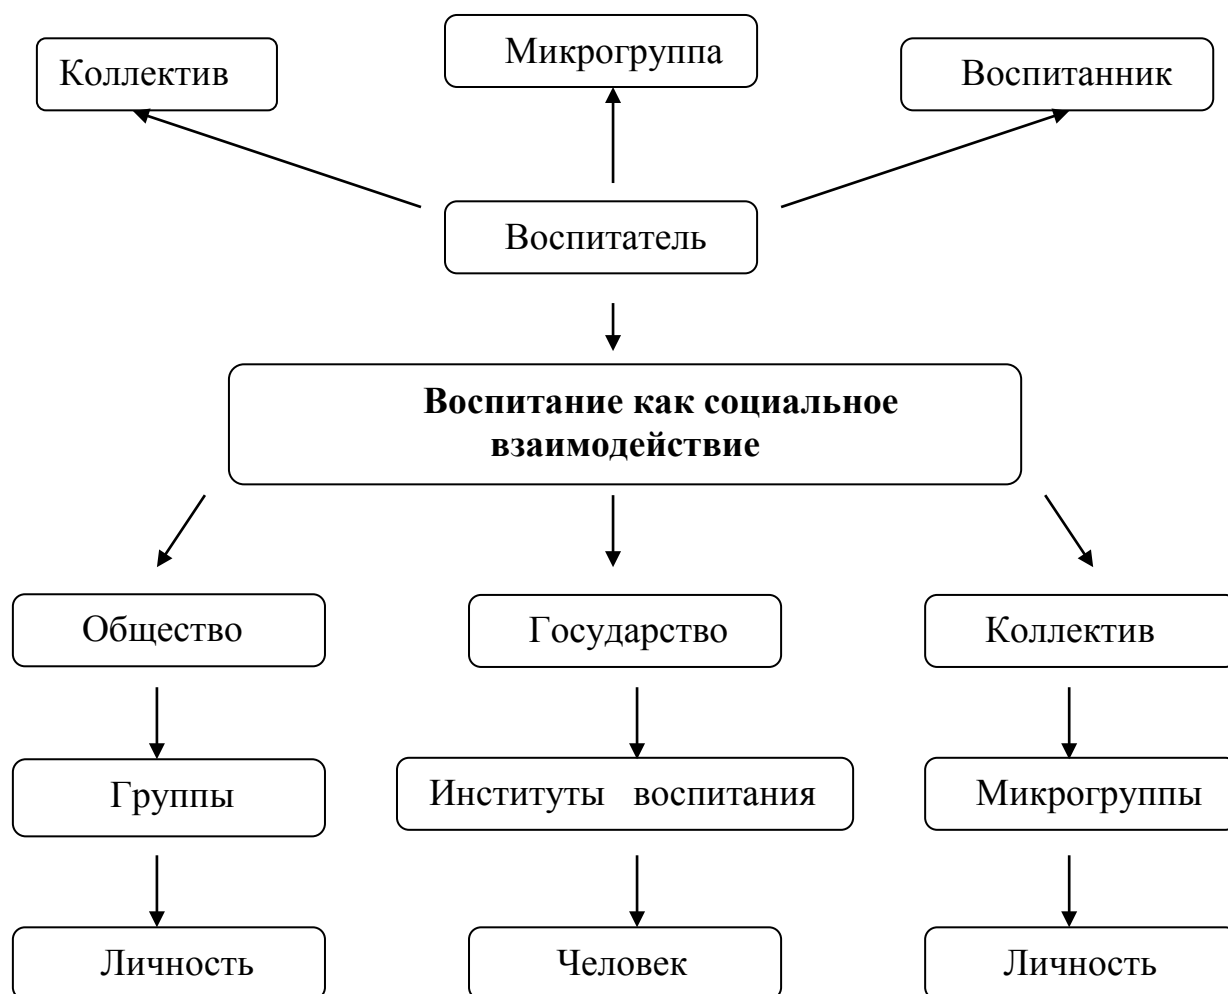 Микрогруппа
Коллектив
Воспитанник
Воспитатель
Воспитание как социальное
взаимодействие
Общество
Государство
Коллектив
Группы
Институты воспитания
Микрогруппы
Личность
Человек
Личность